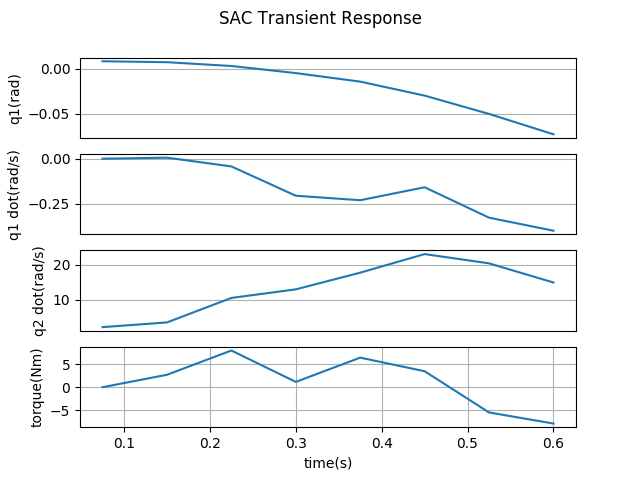 SAC Transient Response
0.00
−0.05
q1(rad)
0.00
−0.25
q1 dot(rad/s)
20
10
q2 dot(rad/s)
5
0
−5
torque(Nm)
0.1 0.2 0.3 0.4 0.5 0.6
time(s)